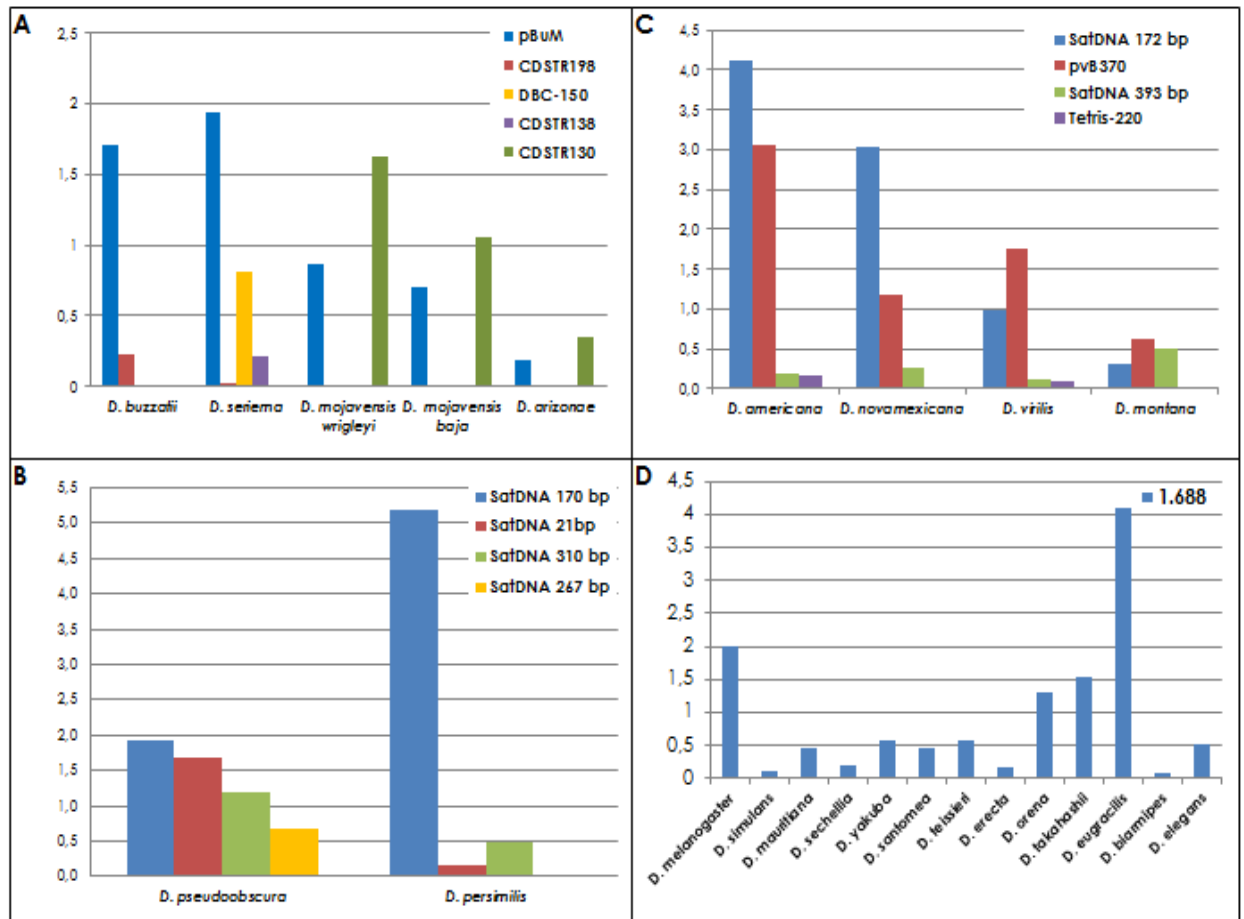 A
2,5
2
1,5
1
0,5
0
pBuM
CDSTR198
DBC-150
CDSTR138
CDSTR130
D. buzzatii
D. seriema
D. mojavensis
wrigleyi
D. mojavensis
baja
D. arizonae
C
4,5
4,0
3,5
3,0
2,5
2,0
1,5
1,0
0,5
0,0
SatDNA 172 bp
pvB370
SatDNA 393 bp
Tetris-220
D. americana
D. novamexicana
D. virilis
D. montana
B
5,5
5,0
4,5
4,0
3,5
3,0
2,5
2,0
1,5
1,0
0,5
0,0
SatDNA 170 bp
SatDNA 21bp
SatDNA 310 bp
SatDNA 267 bp
D. pseudoobscura
D. persimilis
D
4,5
4
3,5
3
2,5
2
1,5
1
0,5
0
1.688
D. melanogaster
D. simulans
D. mauritiana
D. sechellia
D. yakuba
D. santomea
D. teissieri
D. erecta
D. orena
D. takahashii
D. eugracilis
D. biarmipes
D. elegans